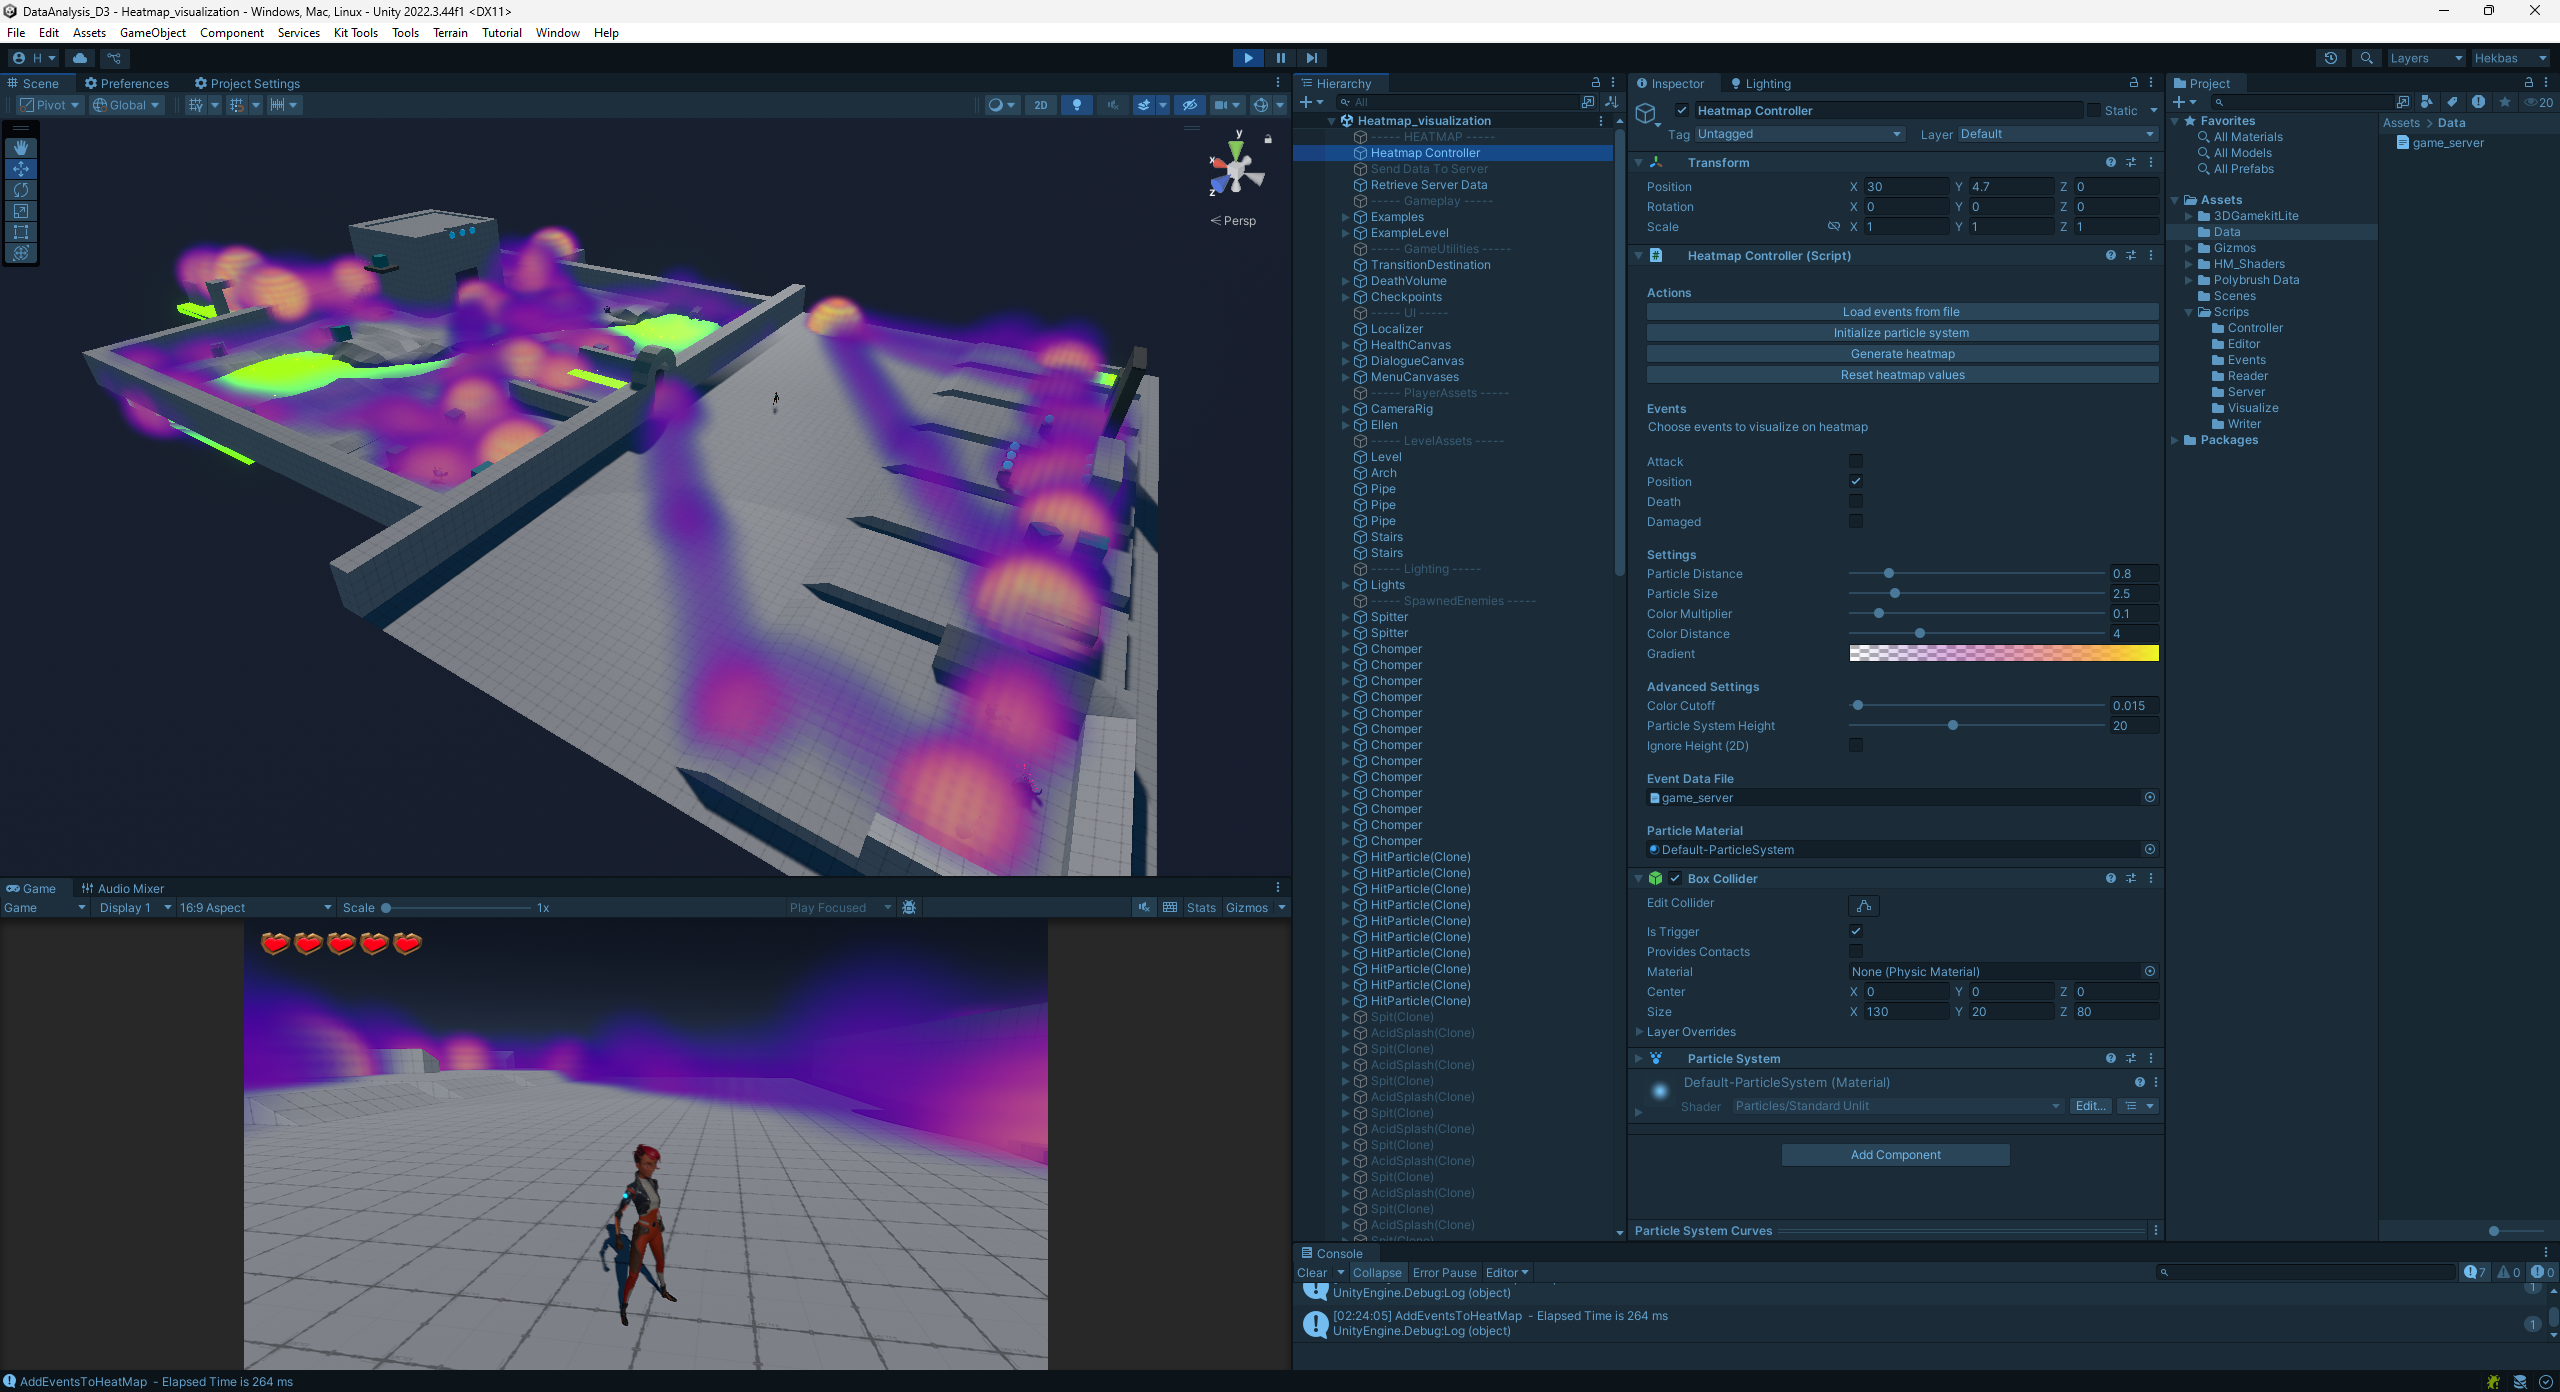 DataAnalysis_D3 - Heatmap_visualization - Windows, Mac, Linux - Unity 2022.3.44f1 <DX11>
File Edit Assets GameObject Component Services Kit Tools Tools Terrain Tutorial Window Help
H
Layers
Hekbas
Scene
Preferences
Project Settings
Pivot
Global
2D
y
x
z
Persp
Game
Audio Mixer
Game
Display 1
16:9 Aspect
Scale
1x
Play Focused
Stats
Gizmos
Hierarchy
All
Heatmap_visualization
----- HEATMAP -----
Heatmap Controller
Send Data To Server
Retrieve Server Data
----- Gameplay -----
Examples
ExampleLevel
----- GameUtilities -----
TransitionDestination
DeathVolume
Checkpoints
----- UI -----
Localizer
HealthCanvas
DialogueCanvas
MenuCanvases
----- PlayerAssets -----
CameraRig
Ellen
----- LevelAssets -----
Level
Arch
Pipe
Pipe
Pipe
Stairs
Stairs
----- Lighting -----
Lights
----- SpawnedEnemies -----
Spitter
Spitter
Chomper
Chomper
Chomper
Chomper
Chomper
Chomper
Chomper
Chomper
Chomper
Chomper
Chomper
Chomper
Chomper
HitParticle(Clone)
HitParticle(Clone)
HitParticle(Clone)
HitParticle(Clone)
HitParticle(Clone)
HitParticle(Clone)
HitParticle(Clone)
HitParticle(Clone)
HitParticle(Clone)
HitParticle(Clone)
Spit(Clone)
AcidSplash(Clone)
Spit(Clone)
AcidSplash(Clone)
Spit(Clone)
AcidSplash(Clone)
Spit(Clone)
AcidSplash(Clone)
Spit(Clone)
AcidSplash(Clone)
Spit(Clone)
AcidSplash(Clone)
Spit(Clone)
AcidSplash(Clone)
Inspector
Lighting
Heatmap Controller
Static
Tag Untagged
Layer Default
Transform
Position X 30 Y 4.7 Z 0
Rotation X 0 Y 0 Z 0
Scale X 1 Y 1 Z 1
Heatmap Controller (Script)
Actions
Load events from file
Initialize particle system
Generate heatmap
Reset heatmap values
Events
Choose events to visualize on heatmap
Attack
Position
Death
Damaged
Settings
Particle Distance 0.8
Particle Size 2.5
Color Multiplier 0.1
Color Distance 4
Gradient
Advanced Settings
Color Cutoff 0.015
Particle System Height 20
Ignore Height (2D)
Event Data File
game_server
Particle Material
Default-ParticleSystem
Box Collider
Edit Collider
Is Trigger
Provides Contacts
Material None (Physic Material)
Center X 0 Y 0 Z 0
Size X 130 Y 20 Z 80
Layer Overrides
Particle System
Default-ParticleSystem (Material)
Shader Particles/Standard Unlit
Edit...
Add Component
Particle System Curves
Project
20
Favorites
All Materials
All Models
All Prefabs
Assets
3DGamekitLite
Data
Gizmos
HM_Shaders
Polybrush Data
Scenes
Scrips
Controller
Editor
Events
Reader
Server
Visualize
Writer
Packages
Assets > Data
game_server
Console
Clear
Collapse
Error Pause
Editor
7
0
0
UnityEngine.Debug:Log (object)
1
[02:24:05] AddEventsToHeatMap - Elapsed Time is 264 ms
UnityEngine.Debug:Log (object)
1
AddEventsToHeatMap - Elapsed Time is 264 ms